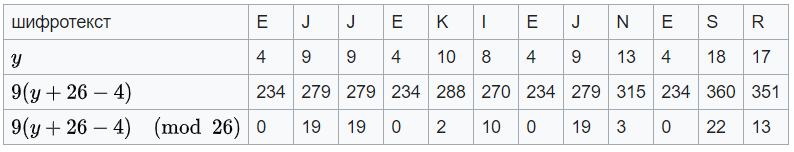 шифротекст E J J E K I E J N E S R
y 4 9 9 4 10 8 4 9 13 4 18 17
9(y + 26 − 4) 234 279 279 234 288 270 234 279 315 234 360 351
9(y + 26 − 4) (mod 26) 0 19 19 0 2 10 0 19 3 0 22 13